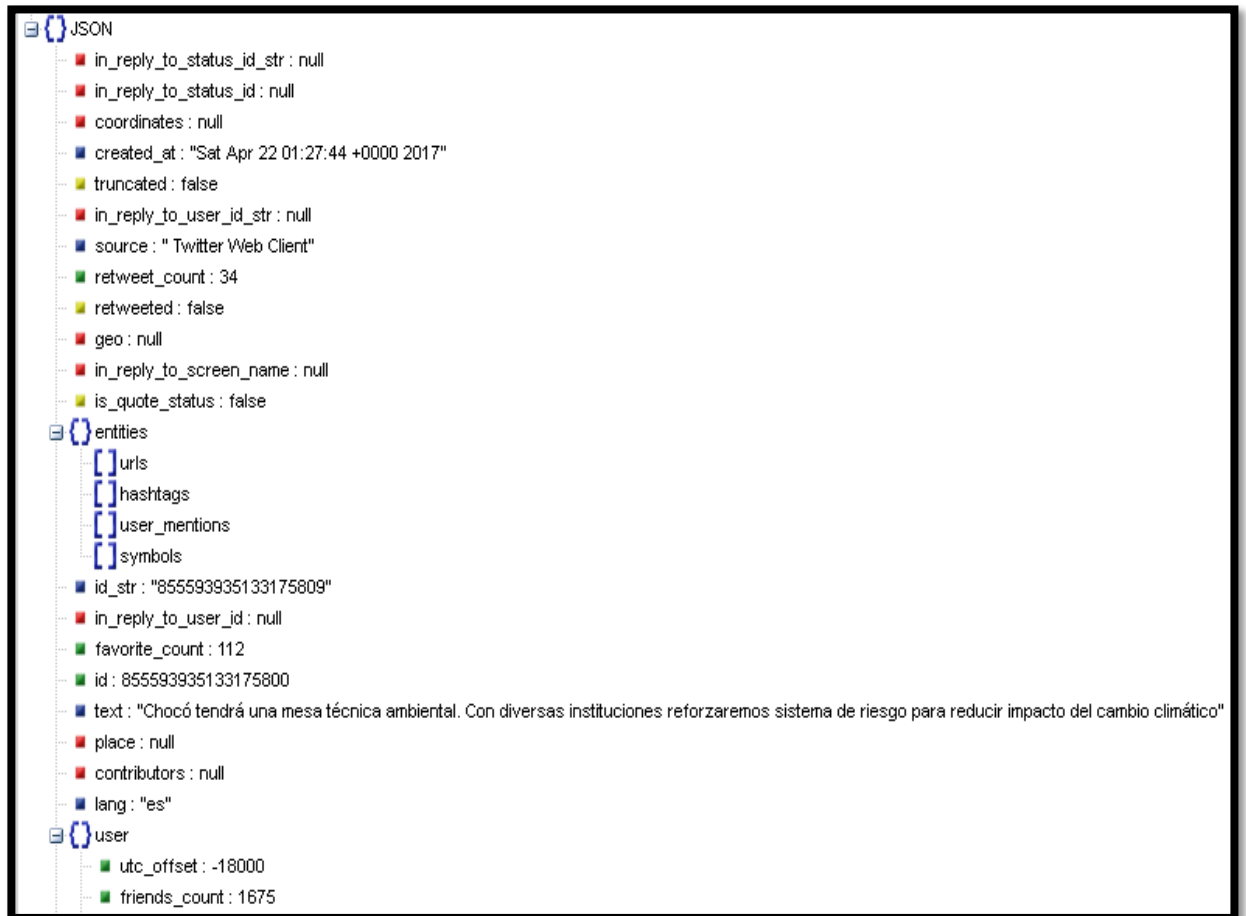 JSON
in_reply_to_status_id_str : null
in_reply_to_status_id : null
coordinates : null
created_at : "Sat Apr 22 01:27:44 +0000 2017"
truncated : false
in_reply_to_user_id_str : null
source : " Twitter Web Client"
retweet_count : 34
retweeted : false
geo : null
in_reply_to_screen_name : null
is_quote_status : false
entities
urls
hashtags
user_mentions
symbols
id_str : "855593935133175809"
in_reply_to_user_id : null
favorite_count : 112
id : 855593935133175800
text : "Chocó tendrá una mesa técnica ambiental. Con diversas instituciones reforzaremos sistema de riesgo para reducir impacto del cambio climático"
place : null
contributors : null
lang : "es"
user
utc_offset : -18000
friends_count : 1675